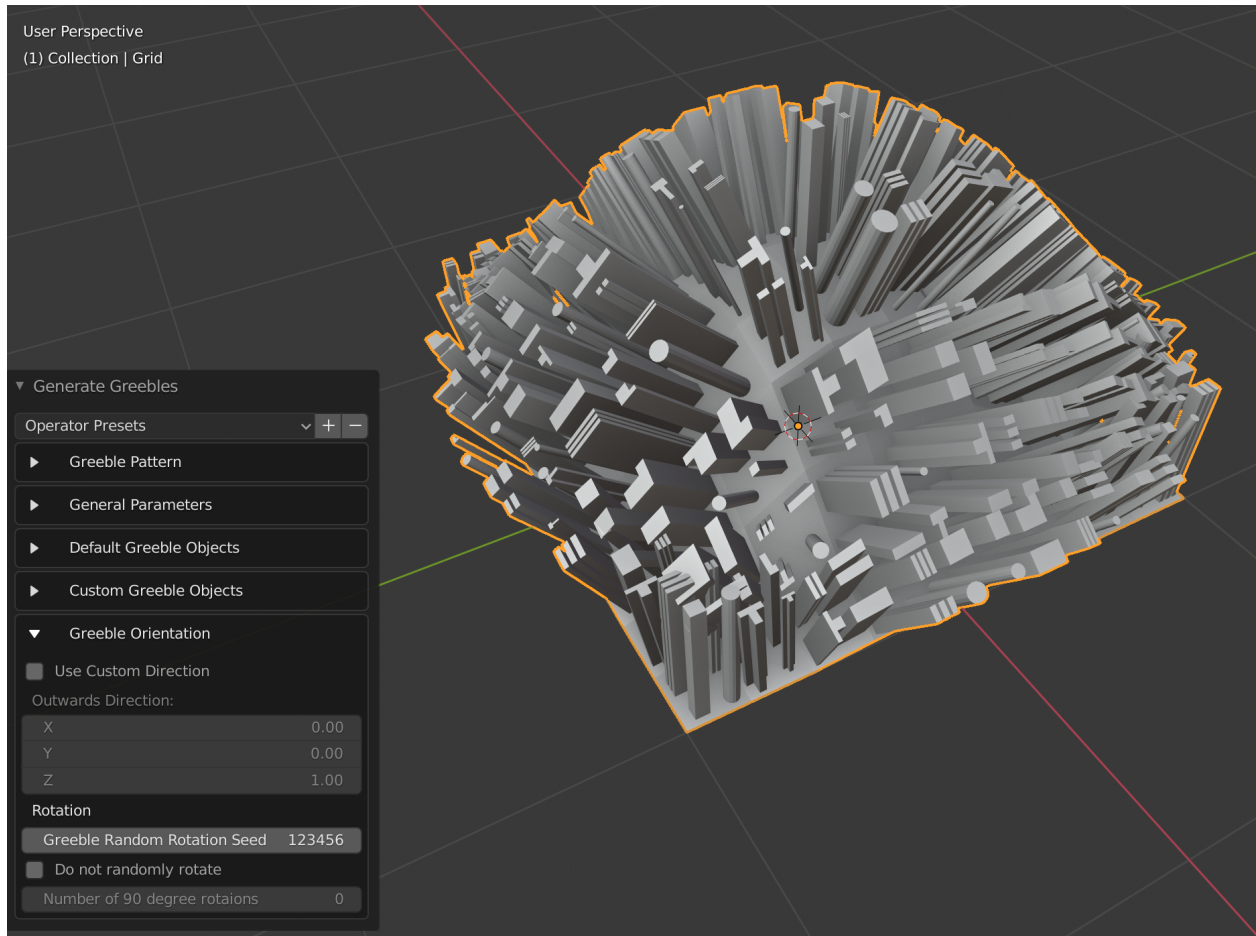 User Perspective
(1) Collection | Grid
Generate Greebles
Operator Presets
Greeble Pattern
General Parameters
Default Greeble Objects
Custom Greeble Objects
Greeble Orientation
Use Custom Direction
Outwards Direction:
X 0.00
Y 0.00
Z 1.00
Rotation
Greeble Random Rotation Seed 123456
Do not randomly rotate
Number of 90 degree rotaions 0